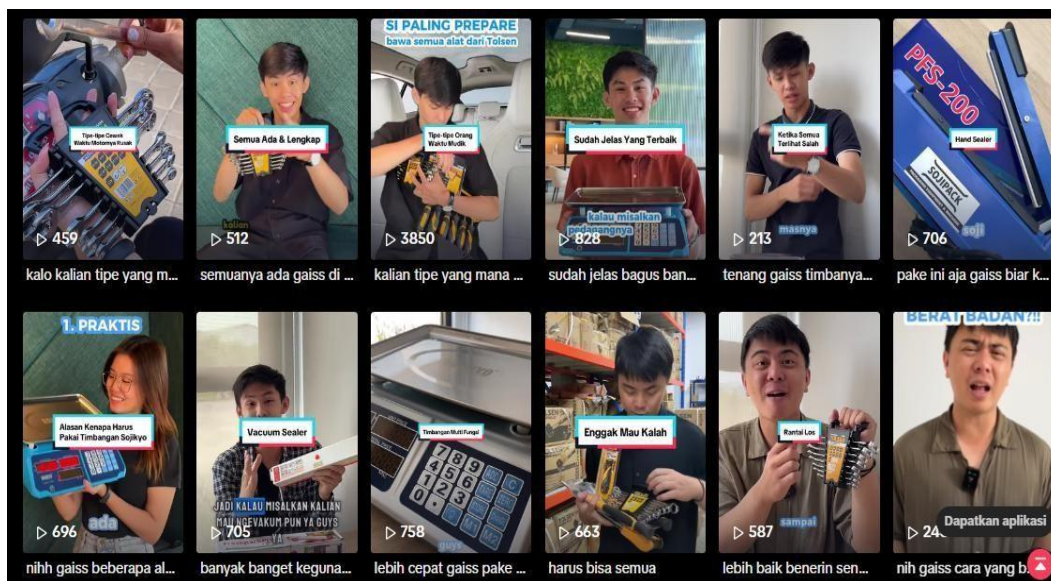 SI PALING PREPARE
bawa semua alat dari Tolsen
Tipe-tipe Cewek
Waktu Motornya Rusak
459
kalo kalian tipe yang m...
Semua Ada & Lengkap
kalian
512
semuanya ada gaiss di ...
Tipe-tipe Orang
Waktu Mudik
3850
kalian tipe yang mana ...
Sudah Jelas Yang Terbaik
kalau misalkan
pedangangnya
828
sudah jelas bagus ban...
Ketika Semua
Terlihat Salah
masnya
213
tenang gaiss timbanya...
PFS-200
Hand Sealer
SOJIPACK
soji
706
pake ini aja gaiss biar k...
1. PRAKTIS
Alasan Kenapa Harus
Pakai Timbangan Sojikyo
ada
696
nihh gaiss beberapa al...
Vacuum Sealer
JADI KALAU MISALKAN KALIAN
MAU NGEVAKUM PUN YA GUYS
705
banyak banget keguna...
Timbangan Multi Fungsi
7 8 9
4 5 6
1 2 3
0
C
M2
guys
758
lebih cepat gaiss pake ...
Enggak Mau Kalah
663
harus bisa semua
Rantai Los
sampai
587
lebih baik benerin sen...
BERAT BADAN?!!
Dapatkan aplikasi
nih gaiss cara yang b...